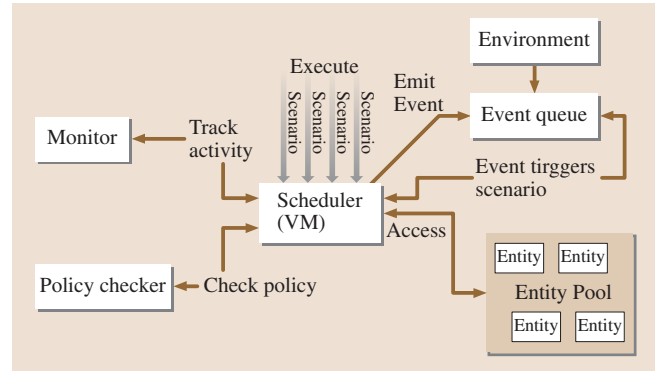 Environment
Execute
Scenario
Scenario
Scenario
Scenario
Emit
Event
Event queue
Monitor
Track
activity
Event tirggers
scenario
Scheduler
(VM)
Access
Policy checker
Check policy
Entity
Entity
Entity Pool
Entity
Entity